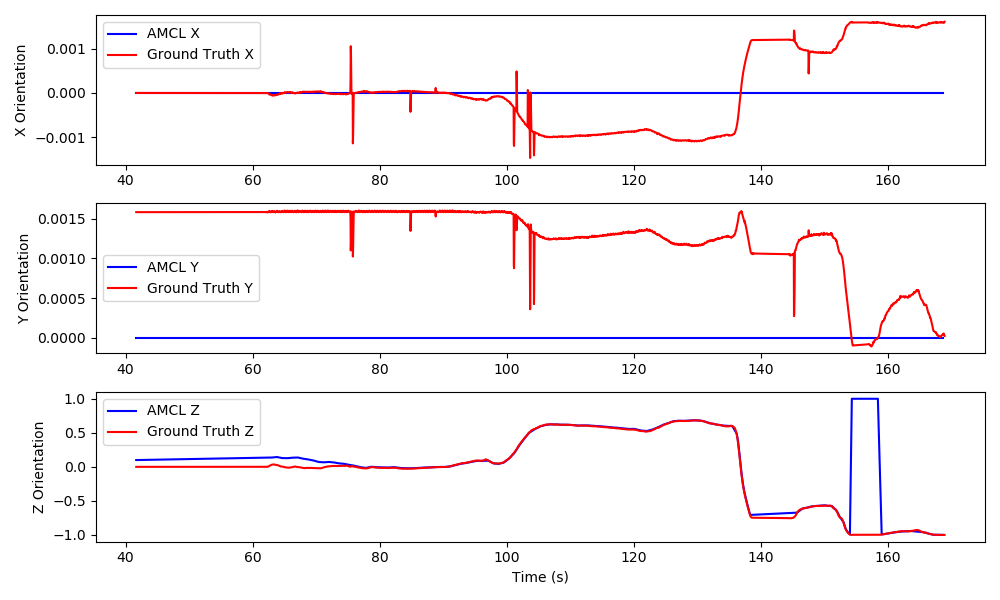 X Orientation
AMCL X
Ground Truth X
0.001
0.000
−0.001
40 60 80 100 120 140 160
Y Orientation
AMCL Y
Ground Truth Y
0.0015
0.0010
0.0005
0.0000
40 60 80 100 120 140 160
Z Orientation
AMCL Z
Ground Truth Z
1.0
0.5
0.0
−0.5
−1.0
40 60 80 100 120 140 160
Time (s)